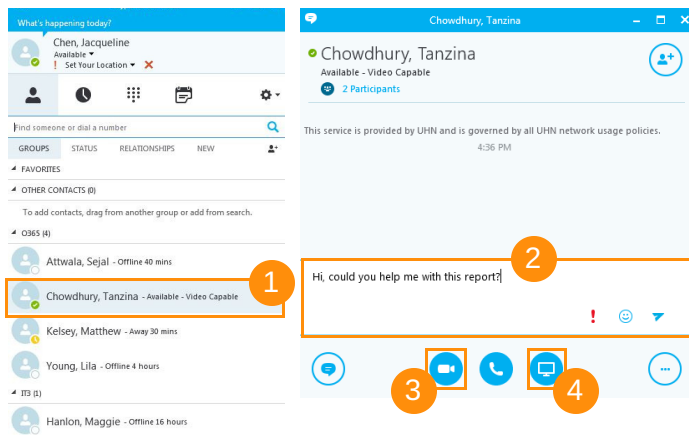 What's happening today?
Chen, Jacqueline
Available
! Set Your Location
Find someone or dial a number
GROUPS STATUS RELATIONSHIPS NEW
FAVORITES
OTHER CONTACTS (0)
To add contacts, drag from another group or add from search.
O365 (4)
Attwala, Sejal - Offline 40 mins
1
Chowdhury, Tanzina - Available - Video Capable
Kelsey, Matthew - Away 30 mins
Young, Lila - Offline 4 hours
IT3 (1)
Hanlon, Maggie - Offline 16 hours
Chowdhury, Tanzina
Chowdhury, Tanzina
Available - Video Capable
2 Participants
This service is provided by UHN and is governed by all UHN network usage policies.
4:36 PM
2
Hi, could you help me with this report?
!
3
4